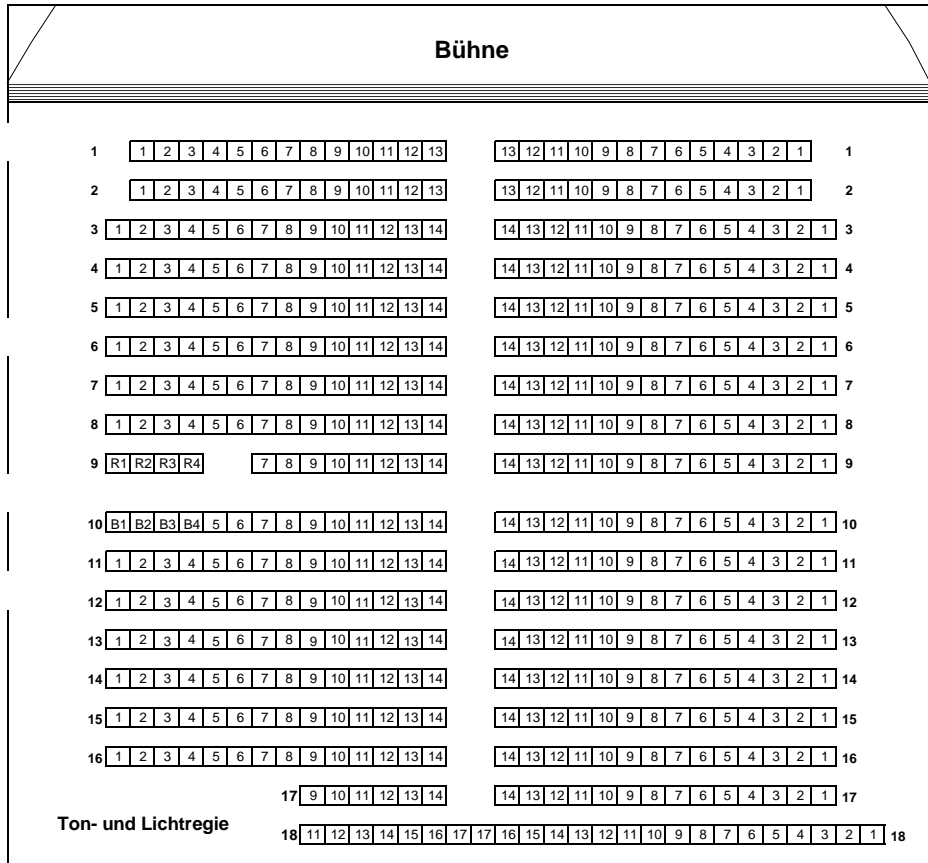 Bühne
1 1 2 3 4 5 6 7 8 9 10 11 12 13 13 12 11 10 9 8 7 6 5 4 3 2 1 1
2 1 2 3 4 5 6 7 8 9 10 11 12 13 13 12 11 10 9 8 7 6 5 4 3 2 1 2
3 1 2 3 4 5 6 7 8 9 10 11 12 13 14 14 13 12 11 10 9 8 7 6 5 4 3 2 1 3
4 1 2 3 4 5 6 7 8 9 10 11 12 13 14 14 13 12 11 10 9 8 7 6 5 4 3 2 1 4
5 1 2 3 4 5 6 7 8 9 10 11 12 13 14 14 13 12 11 10 9 8 7 6 5 4 3 2 1 5
6 1 2 3 4 5 6 7 8 9 10 11 12 13 14 14 13 12 11 10 9 8 7 6 5 4 3 2 1 6
7 1 2 3 4 5 6 7 8 9 10 11 12 13 14 14 13 12 11 10 9 8 7 6 5 4 3 2 1 7
8 1 2 3 4 5 6 7 8 9 10 11 12 13 14 14 13 12 11 10 9 8 7 6 5 4 3 2 1 8
9 R1 R2 R3 R4 7 8 9 10 11 12 13 14 14 13 12 11 10 9 8 7 6 5 4 3 2 1 9
10 B1 B2 B3 B4 5 6 7 8 9 10 11 12 13 14 14 13 12 11 10 9 8 7 6 5 4 3 2 1 10
11 1 2 3 4 5 6 7 8 9 10 11 12 13 14 14 13 12 11 10 9 8 7 6 5 4 3 2 1 11
12 1 2 3 4 5 6 7 8 9 10 11 12 13 14 14 13 12 11 10 9 8 7 6 5 4 3 2 1 12
13 1 2 3 4 5 6 7 8 9 10 11 12 13 14 14 13 12 11 10 9 8 7 6 5 4 3 2 1 13
14 1 2 3 4 5 6 7 8 9 10 11 12 13 14 14 13 12 11 10 9 8 7 6 5 4 3 2 1 14
15 1 2 3 4 5 6 7 8 9 10 11 12 13 14 14 13 12 11 10 9 8 7 6 5 4 3 2 1 15
16 1 2 3 4 5 6 7 8 9 10 11 12 13 14 14 13 12 11 10 9 8 7 6 5 4 3 2 1 16
17 9 10 11 12 13 14 14 13 12 11 10 9 8 7 6 5 4 3 2 1 17
Ton- und Lichtregie
18 11 12 13 14 15 16 17 17 16 15 14 13 12 11 10 9 8 7 6 5 4 3 2 1 18